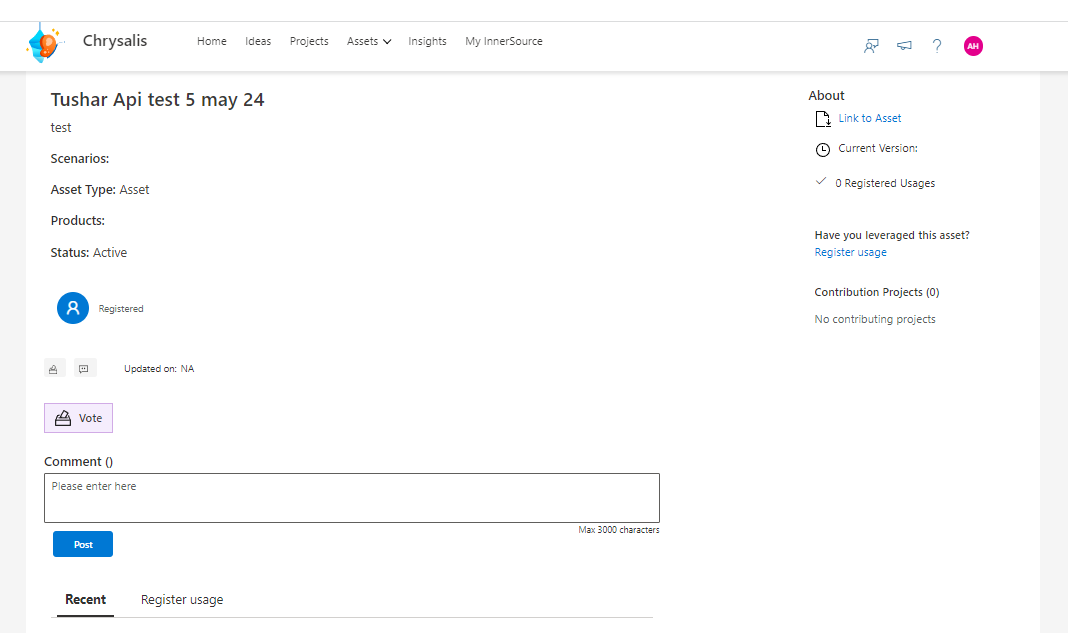 Chrysalis
Home Ideas Projects Assets Insights My InnerSource
? AH
Tushar Api test 5 may 24
test
Scenarios:
Asset Type: Asset
Products:
Status: Active
Registered
Updated on: NA
Vote
Comment ()
Please enter here
Max 3000 characters
Post
Recent Register usage
About
Link to Asset
Current Version:
0 Registered Usages
Have you leveraged this asset?
Register usage
Contribution Projects (0)
No contributing projects